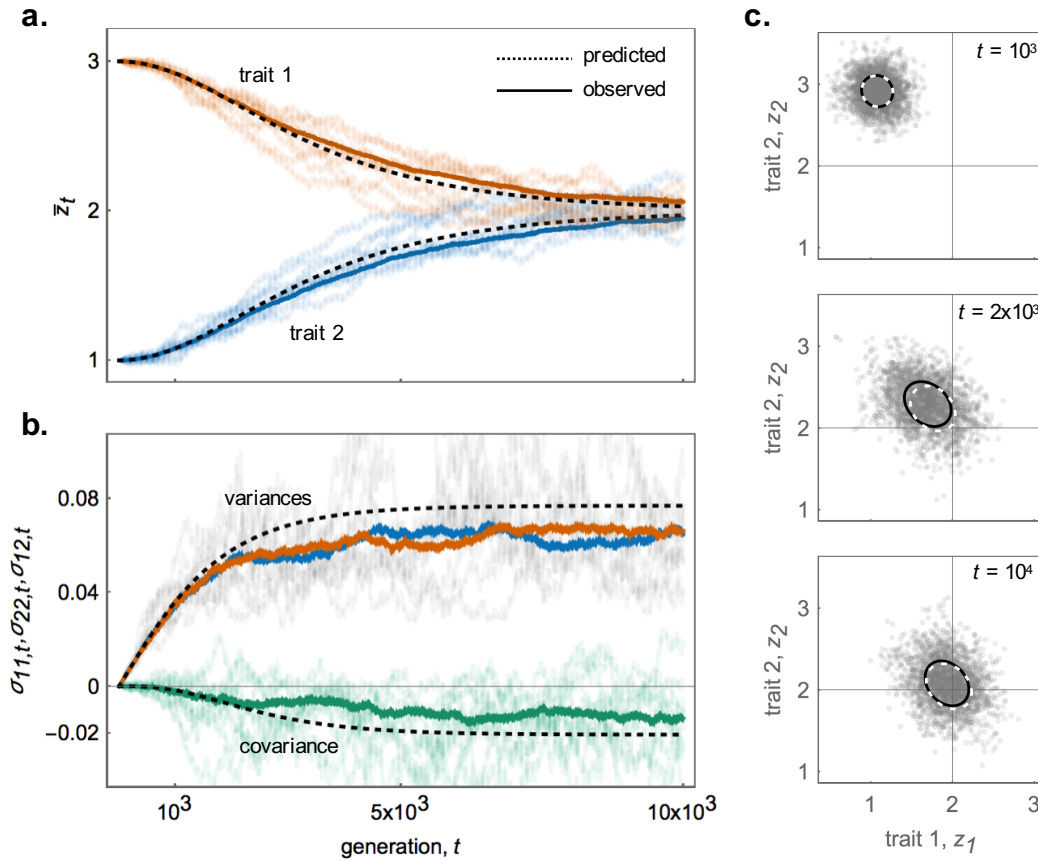 a.
3
2
1
z̄t
trait 1
trait 2
predicted
observed
b.
0.08
0.04
0
−0.02
σ11,t, σ22,t, σ12,t
variances
covariance
10³
5x10³
10x10³
generation, t
c.
t = 10³
3
2
1
trait 2, z2
t = 2x10³
3
2
1
trait 2, z2
t = 10⁴
3
2
1
trait 2, z2
1
2
3
trait 1, z1